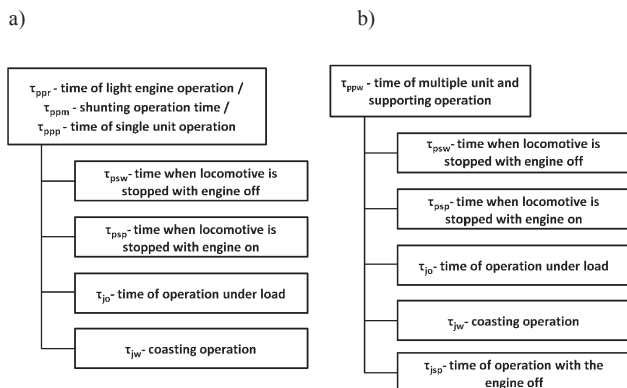 a)
τppr - time of light engine operation /
τppm - shunting operation time /
τppp - time of single unit operation
τpsw- time when locomotive is
stopped with engine off
τpsp- time when locomotive is
stopped with engine on
τjo- time of operation under load
τjw- coasting operation
b)
τppw - time of multiple unit and
supporting operation
τpsw- time when locomotive is
stopped with engine off
τpsp- time when locomotive is
stopped with engine on
τjo- time of operation under load
τjw- coasting operation
τjsp- time of operation with the
engine off